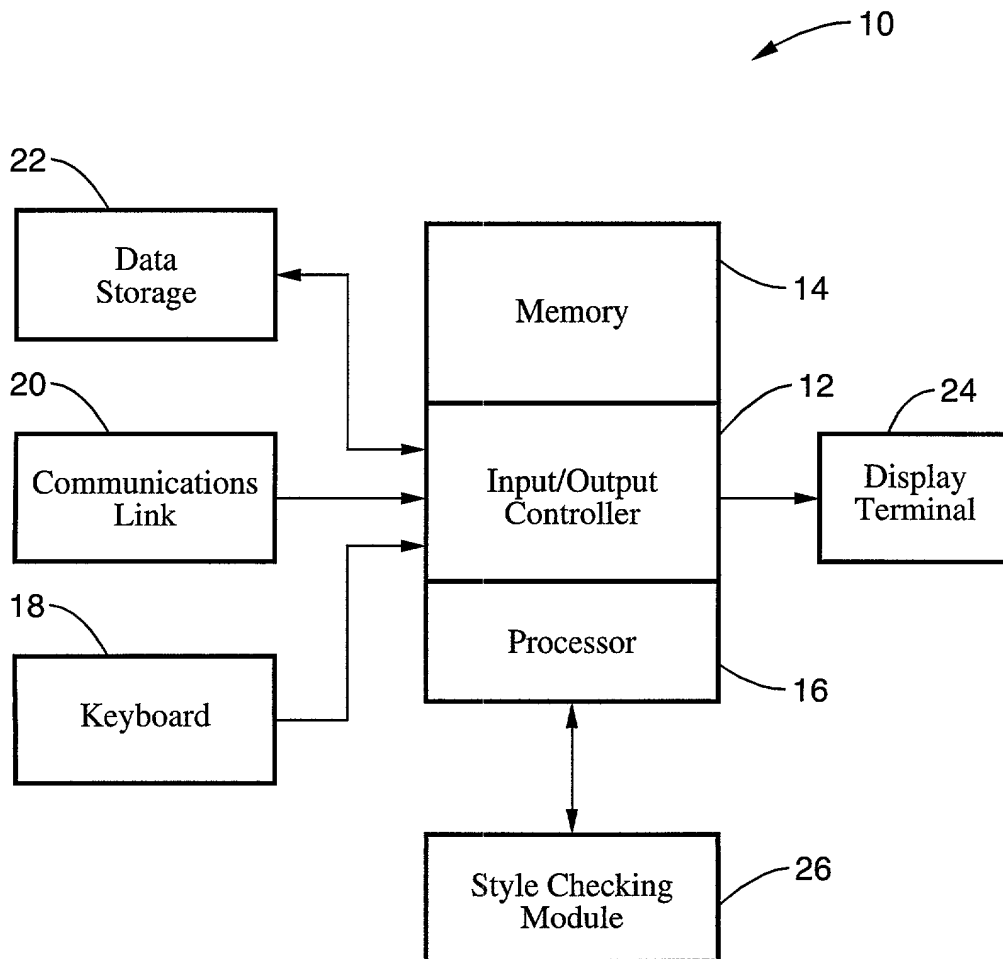 10
22
Data
Storage
Memory
14
20
Communications
Link
12
Input/Output
Controller
24
Display
Terminal
18
Keyboard
Processor
16
Style Checking
Module
26